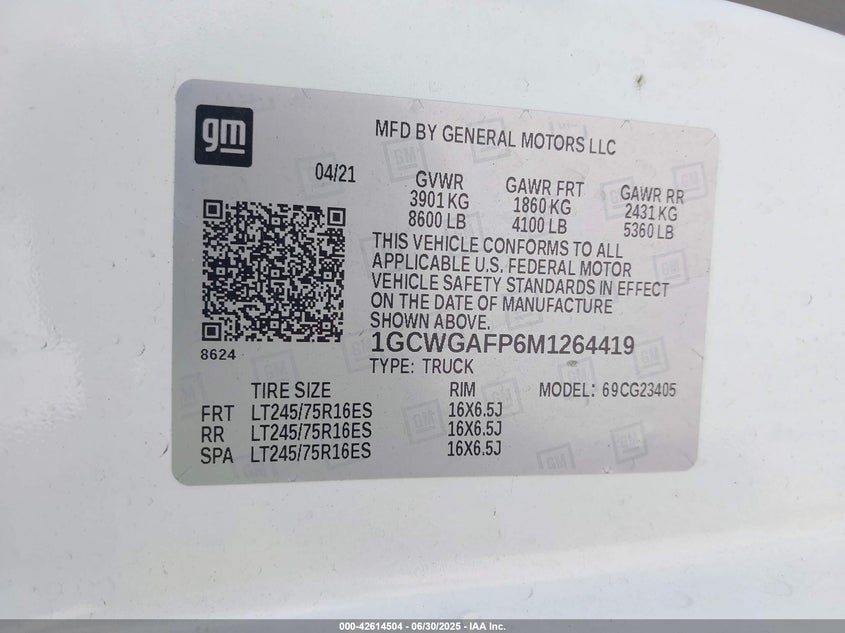 gm
MFD BY GENERAL MOTORS LLC
04/21
GVWR GAWR FRT GAWR RR
3901 KG 1860 KG 2431 KG
8600 LB 4100 LB 5360 LB
THIS VEHICLE CONFORMS TO ALL
APPLICABLE U.S. FEDERAL MOTOR
VEHICLE SAFETY STANDARDS IN EFFECT
ON THE DATE OF MANUFACTURE
SHOWN ABOVE.
8624
1GCWGAFP6M1264419
TYPE: TRUCK
TIRE SIZE RIM MODEL: 69CG23405
FRT LT245/75R16ES 16X6.5J
RR LT245/75R16ES 16X6.5J
SPA LT245/75R16ES 16X6.5J
000-42614504 - 06/30/2025 - IAA Inc.